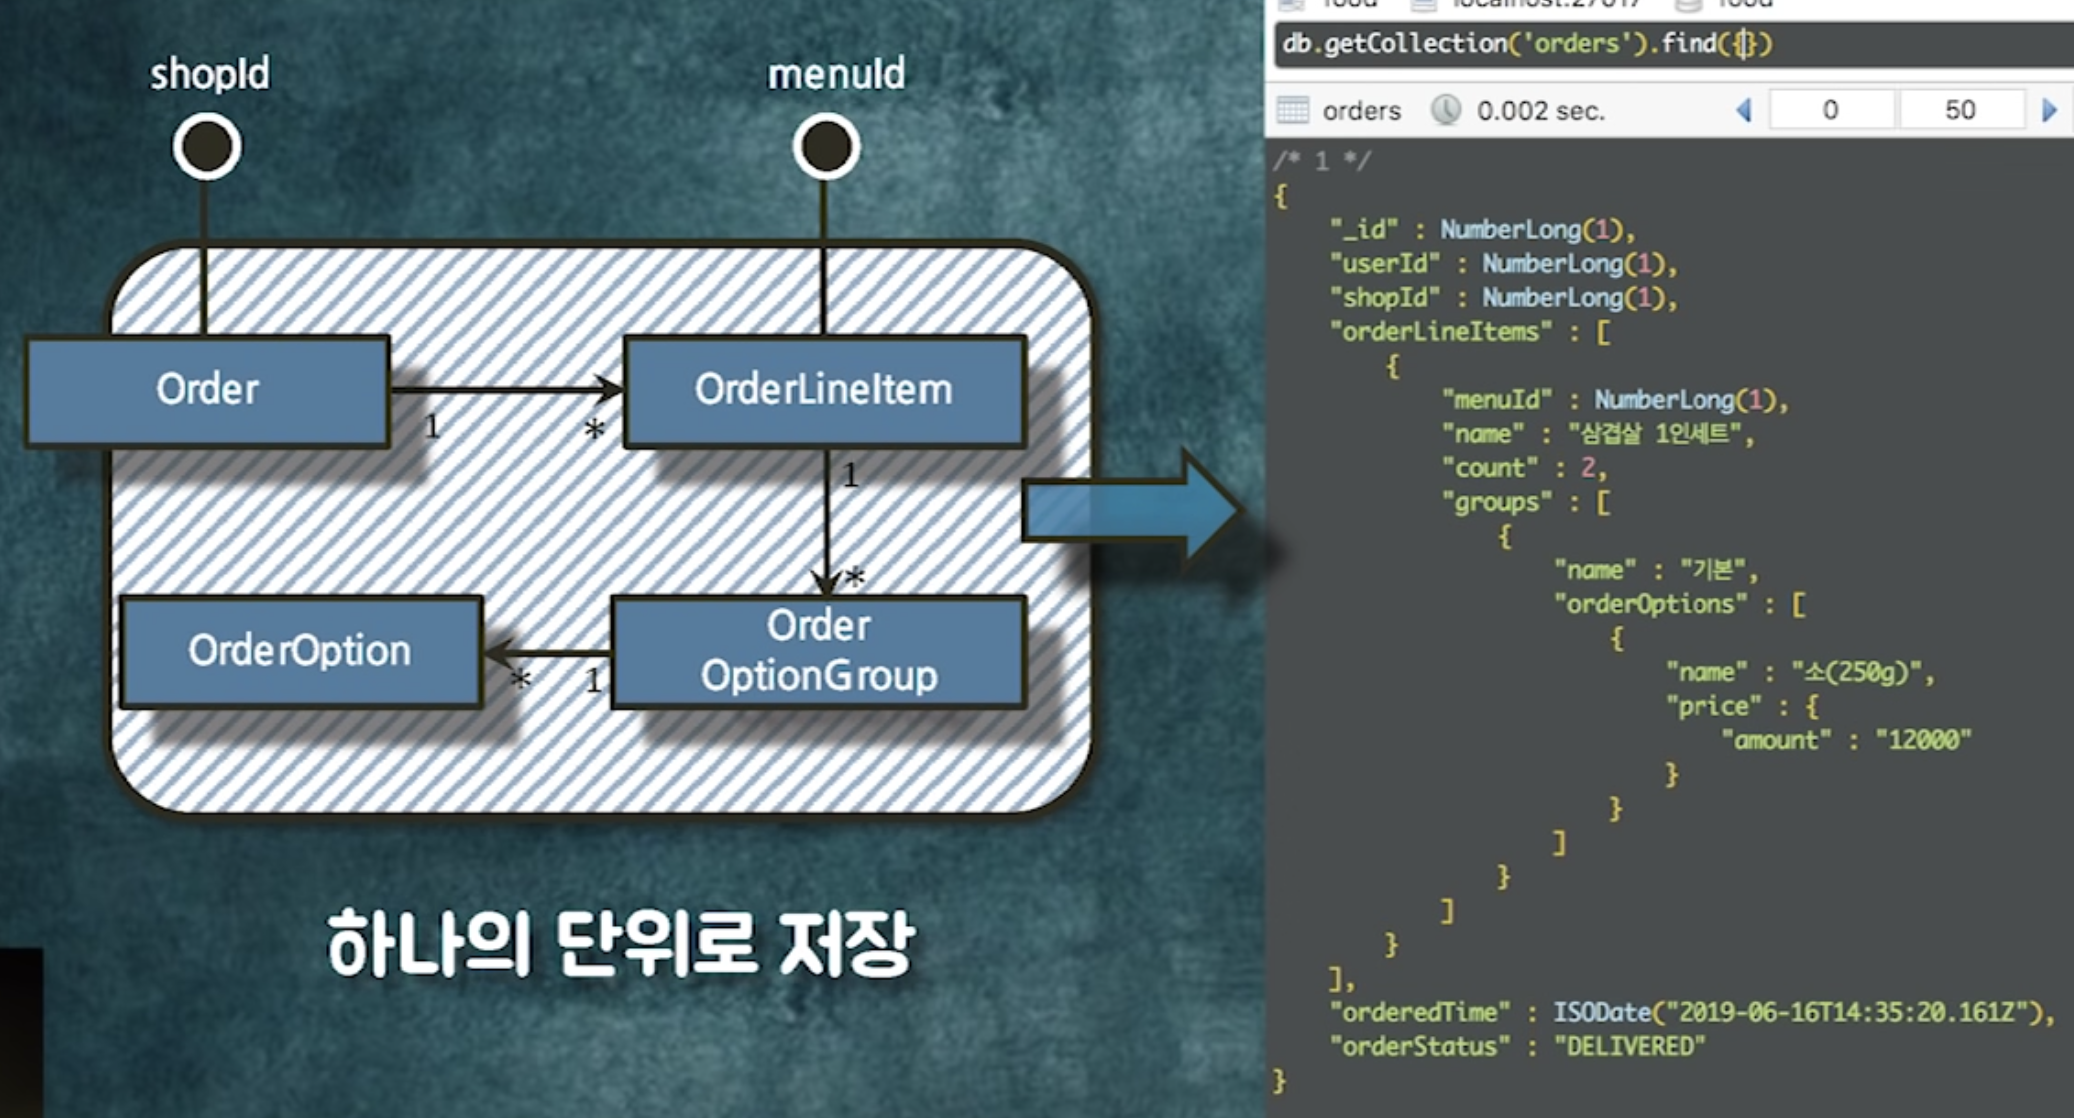 shopId
menuId
Order
1
*
OrderLineItem
1
*
OrderOption
*
1
Order
OptionGroup
하나의 단위로 저장
food localhost:27017 food
db.getCollection('orders').find({})
orders 0.002 sec. 0 50
/* 1 */
{
"_id" : NumberLong(1),
"userId" : NumberLong(1),
"shopId" : NumberLong(1),
"orderLineItems" : [
{
"menuId" : NumberLong(1),
"name" : "삼겹살 1인세트",
"count" : 2,
"groups" : [
{
"name" : "기본",
"orderOptions" : [
{
"name" : "소(250g)",
"price" : {
"amount" : "12000"
}
}
]
}
]
}
],
"orderedTime" : ISODate("2019-06-16T14:35:20.161Z"),
"orderStatus" : "DELIVERED"
}